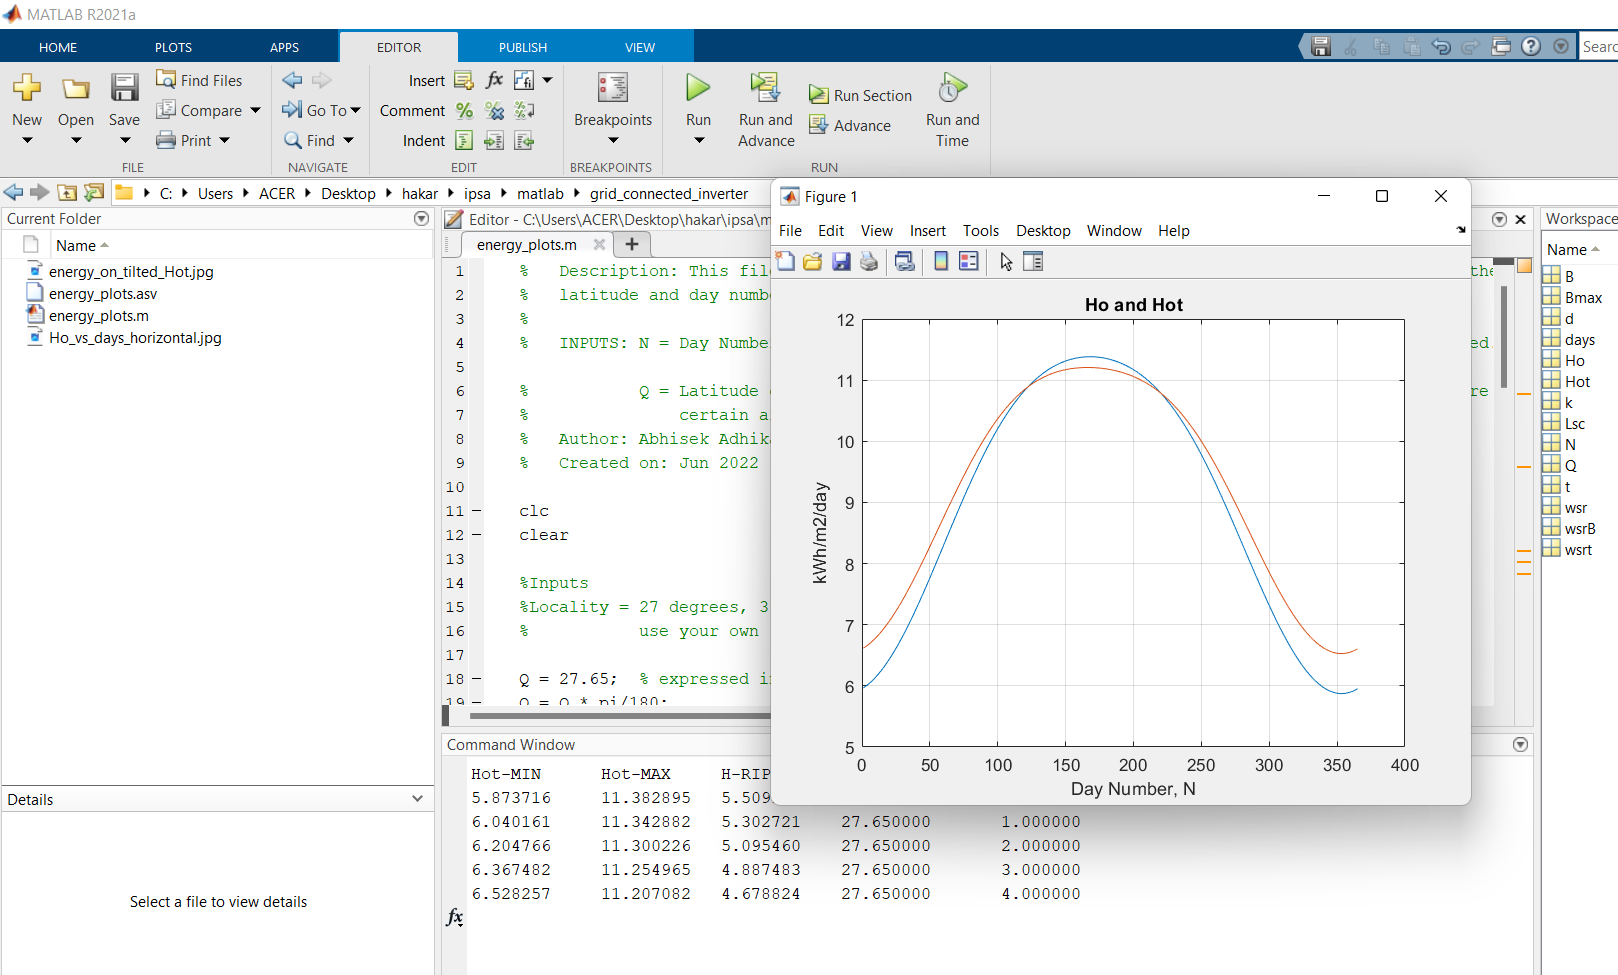 MATLAB R2021a
HOME PLOTS APPS EDITOR PUBLISH VIEW
New Open Save Find Files Compare Print
FILE
Go To Find
NAVIGATE
Insert fx fi
Comment
Indent
EDIT
Breakpoints
BREAKPOINTS
Run Run and Advance Run Section Advance Run and Time
RUN
C: Users ACER Desktop hakar ipsa matlab grid_connected_inverter
Current Folder
Name
energy_on_tilted_Hot.jpg
energy_plots.asv
energy_plots.m
Ho_vs_days_horizontal.jpg
Details
Select a file to view details
Editor - C:\Users\ACER\Desktop\hakar\ipsa\m
energy_plots.m
1 % Description: This fil the
2 % latitude and day numb
3 %
4 % INPUTS: N = Day Numbe ed.
5
6 % Q = Latitude re
7 % certain a
8 % Author: Abhisek Adhik
9 % Created on: Jun 2022
10
11 clc
12 clear
13
14 %Inputs
15 %Locality = 27 degrees, 3
16 % use your own
17
18 Q = 27.65; % expressed i
19 Q = Q * pi/180;
Figure 1
File Edit View Insert Tools Desktop Window Help
Ho and Hot
12
11
10
9
8
7
6
5
kWh/m2/day
0 50 100 150 200 250 300 350 400
Day Number, N
Command Window
Hot-MIN Hot-MAX H-RIP
5.873716 11.382895 5.509
6.040161 11.342882 5.302721 27.650000 1.000000
6.204766 11.300226 5.095460 27.650000 2.000000
6.367482 11.254965 4.887483 27.650000 3.000000
6.528257 11.207082 4.678824 27.650000 4.000000
fx
Searc
Workspace
Name
B
Bmax
d
days
Ho
Hot
k
Lsc
N
Q
t
wsr
wsrB
wsrt